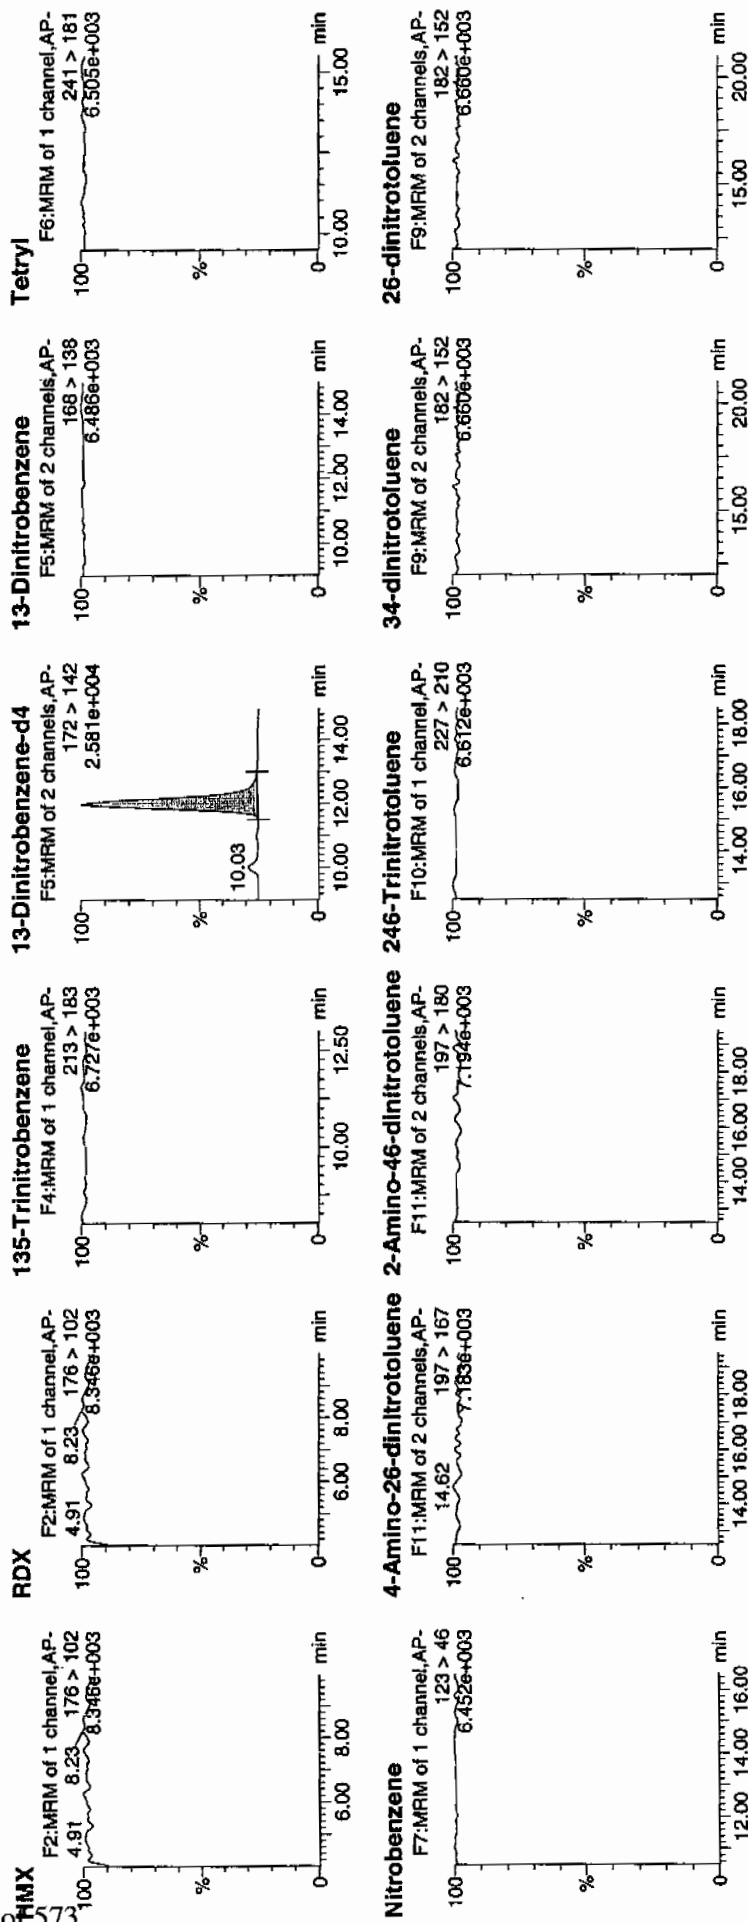 HMX
F2:MRM of 1 channel,AP-
176 > 102
8.346e+003
4.91
8.23
100
%
0
6.00 8.00 min
RDX
F2:MRM of 1 channel,AP-
176 > 102
8.346e+003
4.91
8.23
100
%
0
6.00 8.00 min
135-Trinitrobenzene
F4:MRM of 1 channel,AP-
213 > 183
6.727e+003
100
%
0
10.00 12.50 min
13-Dinitrobenzene-d4
F5:MRM of 2 channels,AP-
172 > 142
2.581e+004
10.03
100
%
0
10.00 12.00 14.00 min
13-Dinitrobenzene
F5:MRM of 2 channels,AP-
168 > 138
6.486e+003
100
%
0
10.00 12.00 14.00 min
Tetryl
F6:MRM of 1 channel,AP-
241 > 181
6.505e+003
100
%
0
10.00 15.00 min
Nitrobenzene
F7:MRM of 1 channel,AP-
123 > 46
6.452e+003
100
%
0
12.00 14.00 16.00 min
4-Amino-26-dinitrotoluene
F11:MRM of 2 channels,AP-
197 > 167
7.183e+003
14.62
100
%
0
14.00 16.00 18.00 min
2-Amino-46-dinitrotoluene
F11:MRM of 2 channels,AP-
197 > 180
7.194e+003
100
%
0
14.00 16.00 18.00 min
246-Trinitrotoluene
F10:MRM of 1 channel,AP-
227 > 210
6.612e+003
100
%
0
14.00 16.00 18.00 min
34-dinitrotoluene
F9:MRM of 2 channels,AP-
182 > 152
6.660e+003
100
%
0
15.00 20.00 min
26-dinitrotoluene
F9:MRM of 2 channels,AP-
182 > 152
6.660e+003
100
%
0
15.00 20.00 min
573